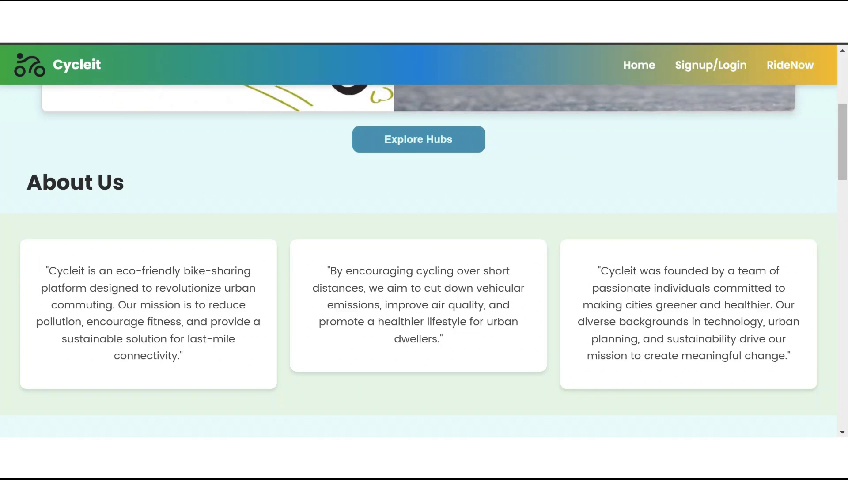 Cycleit
Home Signup/Login RideNow
Explore Hubs
About Us
"Cycleit is an eco-friendly bike-sharing
platform designed to revolutionize urban
commuting. Our mission is to reduce
pollution, encourage fitness, and provide a
sustainable solution for last-mile
connectivity."
"By encouraging cycling over short
distances, we aim to cut down vehicular
emissions, improve air quality, and
promote a healthier lifestyle for urban
dwellers."
"Cycleit was founded by a team of
passionate individuals committed to
making cities greener and healthier. Our
diverse backgrounds in technology, urban
planning, and sustainability drive our
mission to create meaningful change."